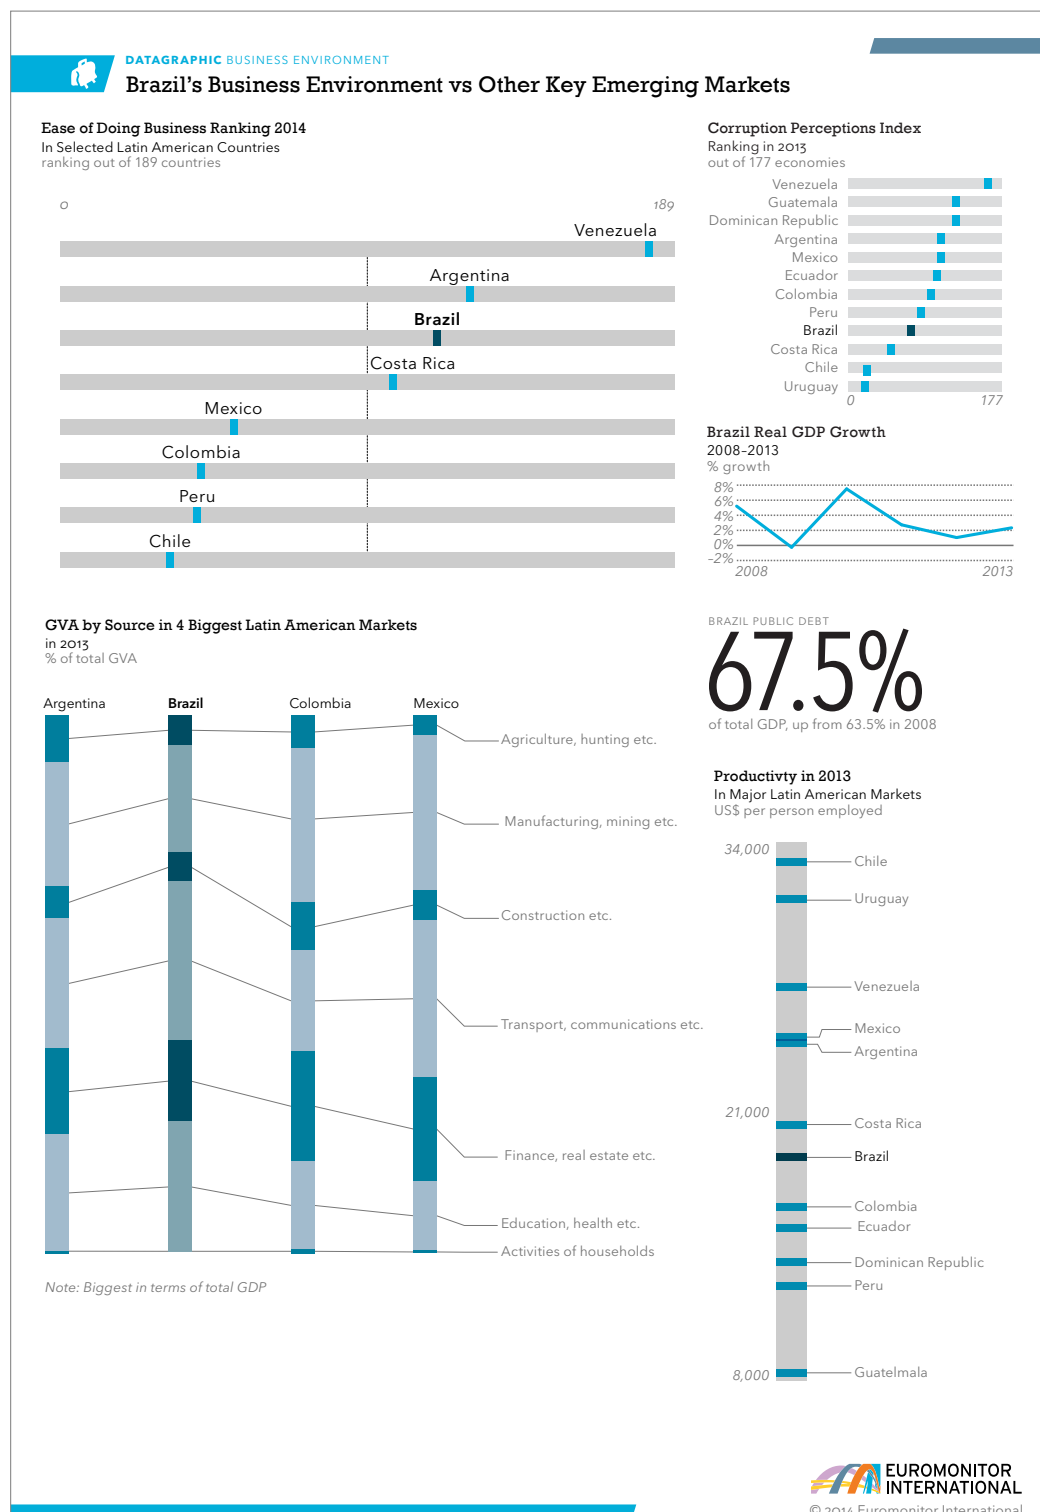 DATAGRAPHIC BUSINESS ENVIRONMENT
Brazil's Business Environment vs Other Key Emerging Markets
Ease of Doing Business Ranking 2014
In Selected Latin American Countries
ranking out of 189 countries
0
189
Venezuela
Argentina
Brazil
Costa Rica
Mexico
Colombia
Peru
Chile
Corruption Perceptions Index
Ranking in 2013
out of 177 economies
Venezuela
Guatemala
Dominican Republic
Argentina
Mexico
Ecuador
Colombia
Peru
Brazil
Costa Rica
Chile
Uruguay
0
177
Brazil Real GDP Growth
2008-2013
% growth
8%
6%
4%
2%
0%
-2%
2008
2013
GVA by Source in 4 Biggest Latin American Markets
in 2013
% of total GVA
Argentina
Brazil
Colombia
Mexico
Agriculture, hunting etc.
Manufacturing, mining etc.
Construction etc.
Transport, communications etc.
Finance, real estate etc.
Education, health etc.
Activities of households
Note: Biggest in terms of total GDP
BRAZIL PUBLIC DEBT
67.5%
of total GDP, up from 63.5% in 2008
Productivty in 2013
In Major Latin American Markets
US$ per person employed
34,000
Chile
Uruguay
Venezuela
Mexico
Argentina
21,000
Costa Rica
Brazil
Colombia
Ecuador
Dominican Republic
Peru
8,000
Guatelmala
EUROMONITOR
INTERNATIONAL
© 2014 Euromonitor International